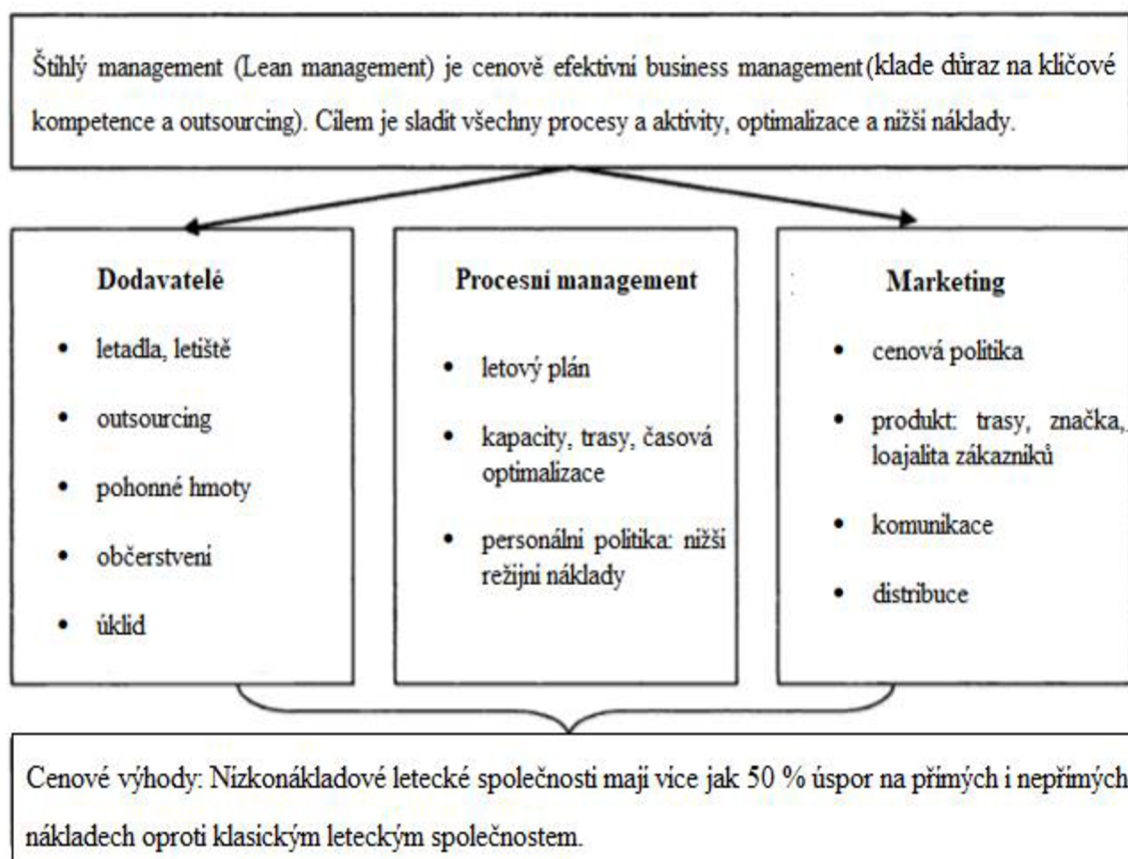 Štíhlý management (Lean management) je cenově efektivní business management (klade důraz na klíčové
kompetence a outsourcing). Cílem je sladit všechny procesy a aktivity, optimalizace a nižší náklady.
Dodavatelé
• letadla, letiště
• outsourcing
• pohonné hmoty
• občerstvení
• úklid
Procesní management
• letový plán
• kapacity, trasy, časová
optimalizace
• personální politika: nižší
režijní náklady
Marketing
• cenová politika
• produkt: trasy, značka,
loajalita zákazníků
• komunikace
• distribuce
Cenové výhody: Nízkonákladové letecké společnosti mají více jak 50 % úspor na přímých i nepřímých
nákladech oproti klasickým leteckým společnostem.